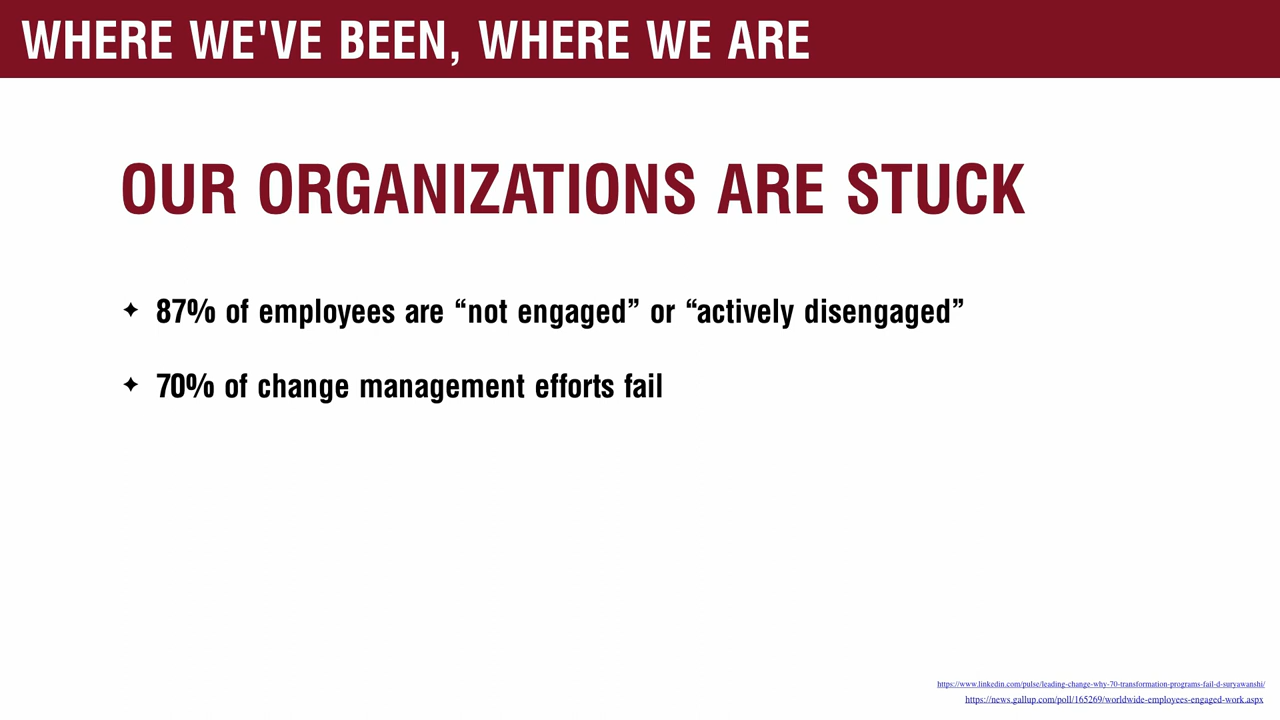 WHERE WE'VE BEEN, WHERE WE ARE
OUR ORGANIZATIONS ARE STUCK
✦ 87% of employees are “not engaged” or “actively disengaged”
✦ 70% of change management efforts fail
https://www.linkedin.com/pulse/leading-change-why-70-transformation-programs-fail-d-suryawanshi/
https://news.gallup.com/poll/165269/worldwide-employees-engaged-work.aspx